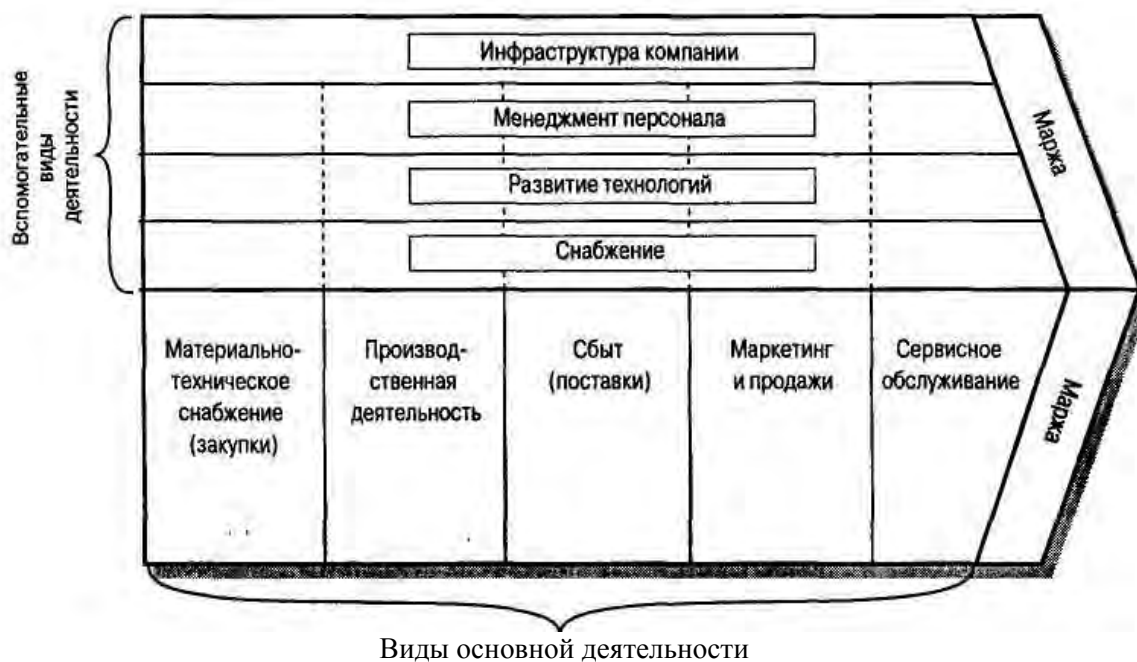 Вспомогательные
виды
деятельности
Инфраструктура компании
Менеджмент персонала
Развитие технологий
Снабжение
Маржа
Материально-
техническое
снабжение
(закупки)
Производ-
ственная
деятельность
Сбыт
(поставки)
Маркетинг
и продажи
Сервисное
обслуживание
Маржа
Виды основной деятельности